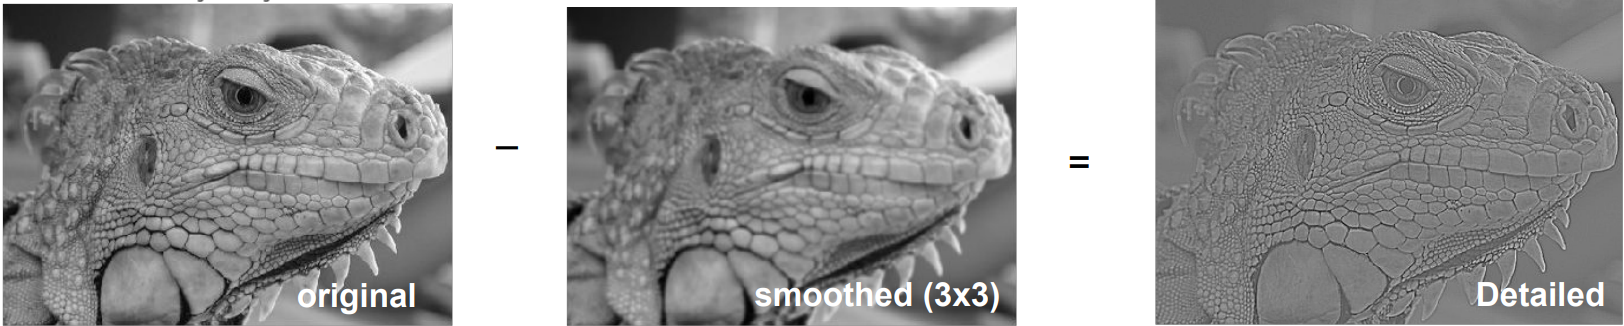 original
–
smoothed (3x3)
=
Detailed